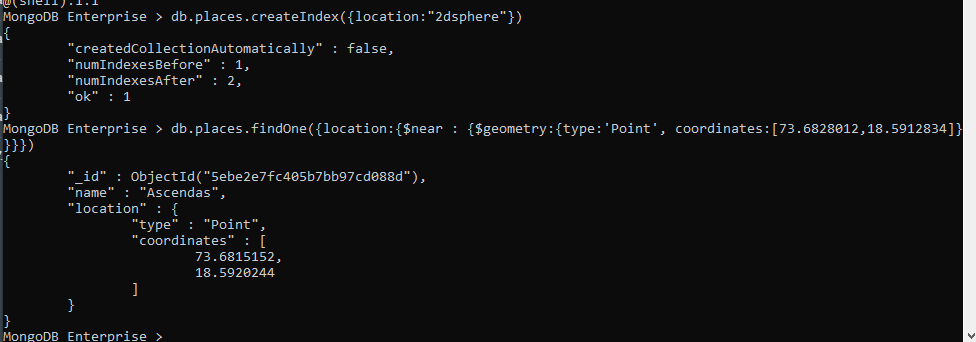 @(shell):1:1
MongoDB Enterprise > db.places.createIndex({location:"2dsphere"})
{
        "createdCollectionAutomatically" : false,
        "numIndexesBefore" : 1,
        "numIndexesAfter" : 2,
        "ok" : 1
}
MongoDB Enterprise > db.places.findOne({location:{$near : {$geometry:{type:'Point', coordinates:[73.6828012,18.5912834]}
}}})
{
        "_id" : ObjectId("5ebe2e7fc405b7bb97cd088d"),
        "name" : "Ascendas",
        "location" : {
                "type" : "Point",
                "coordinates" : [
                        73.6815152,
                        18.5920244
                ]
        }
}
MongoDB Enterprise >